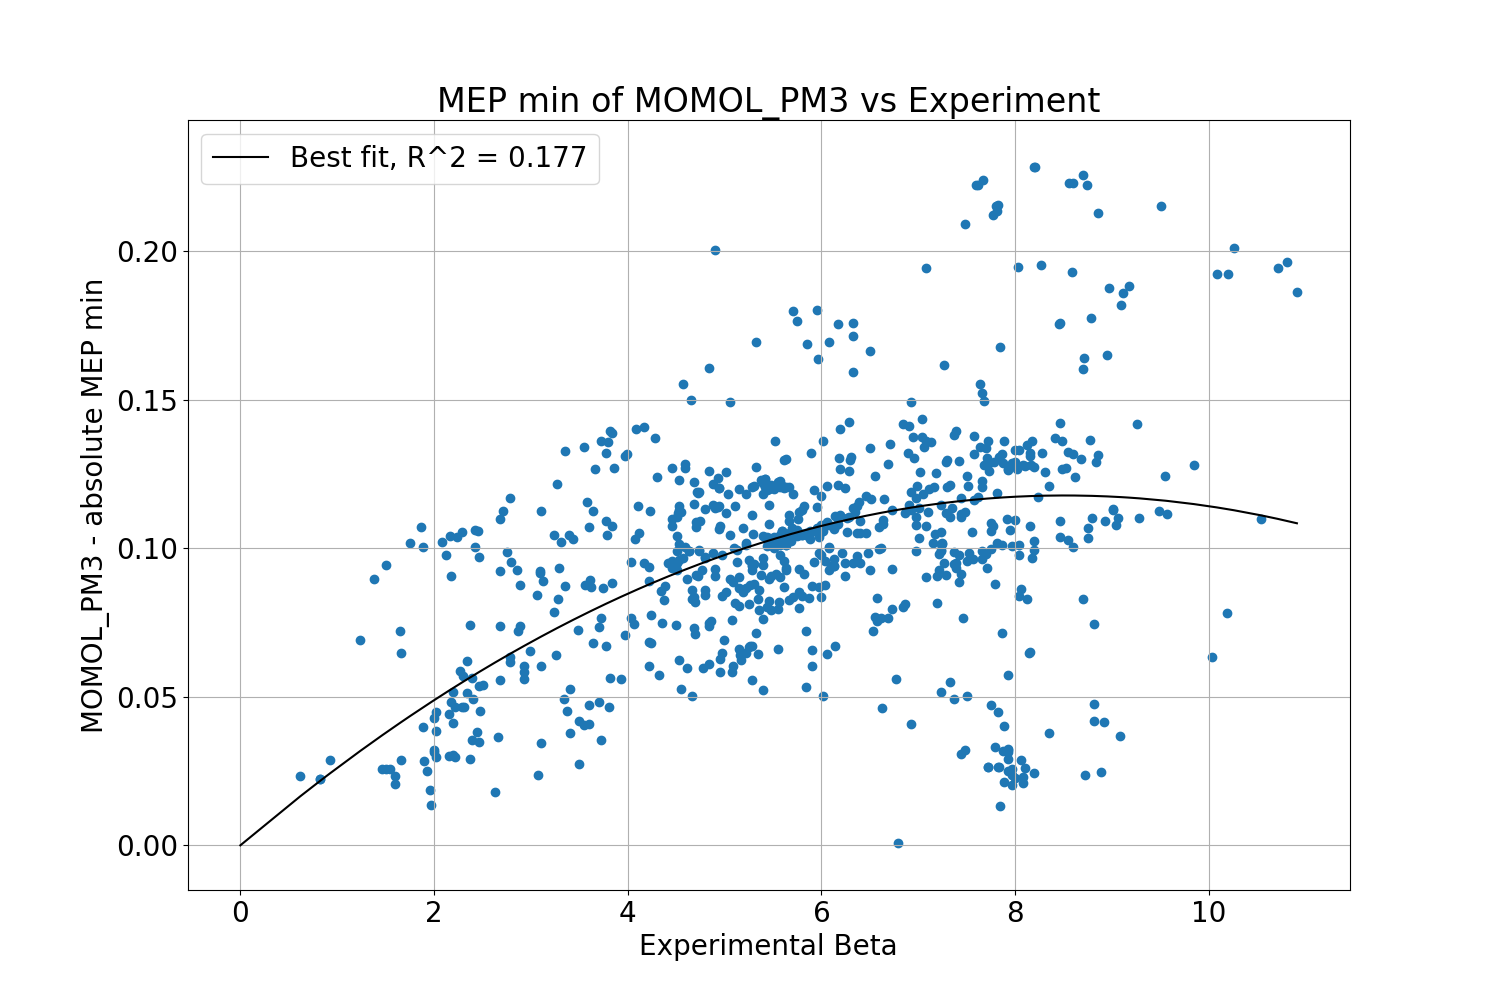 MEP min of MOMOL_PM3 vs Experiment
Best fit, R^2 = 0.177
MOMOL_PM3 - absolute MEP min
0.20
0.15
0.10
0.05
0.00
0 2 4 6 8 10
Experimental Beta